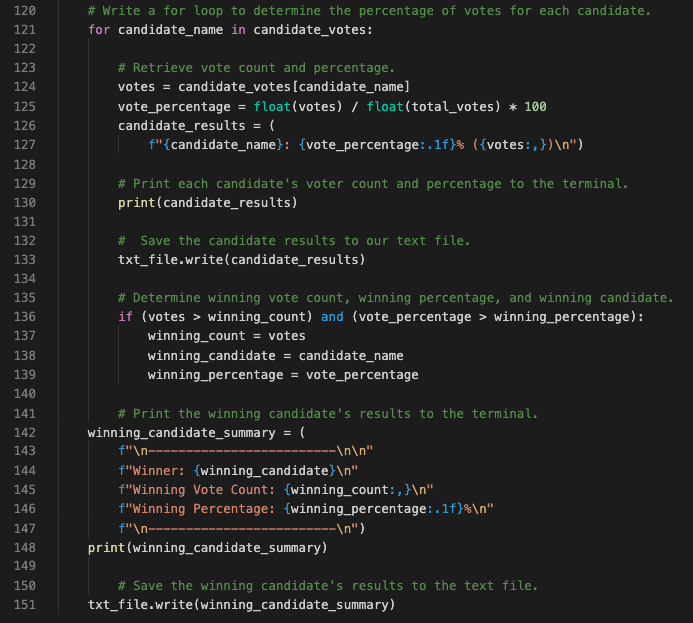 120 # Write a for loop to determine the percentage of votes for each candidate.
121 for candidate_name in candidate_votes:
122
123 # Retrieve vote count and percentage.
124 votes = candidate_votes[candidate_name]
125 vote_percentage = float(votes) / float(total_votes) * 100
126 candidate_results = (
127 f"{candidate_name}: {vote_percentage:.1f}% ({votes:,})\n")
128
129 # Print each candidate's voter count and percentage to the terminal.
130 print(candidate_results)
131
132 #  Save the candidate results to our text file.
133 txt_file.write(candidate_results)
134
135 # Determine winning vote count, winning percentage, and winning candidate.
136 if (votes > winning_count) and (vote_percentage > winning_percentage):
137 winning_count = votes
138 winning_candidate = candidate_name
139 winning_percentage = vote_percentage
140
141 # Print the winning candidate's results to the terminal.
142 winning_candidate_summary = (
143 f"\n-------------------------\n\n"
144 f"Winner: {winning_candidate}\n"
145 f"Winning Vote Count: {winning_count:,}\n"
146 f"Winning Percentage: {winning_percentage:.1f}%\n"
147 f"\n-------------------------\n")
148 print(winning_candidate_summary)
149
150 # Save the winning candidate's results to the text file.
151 txt_file.write(winning_candidate_summary)